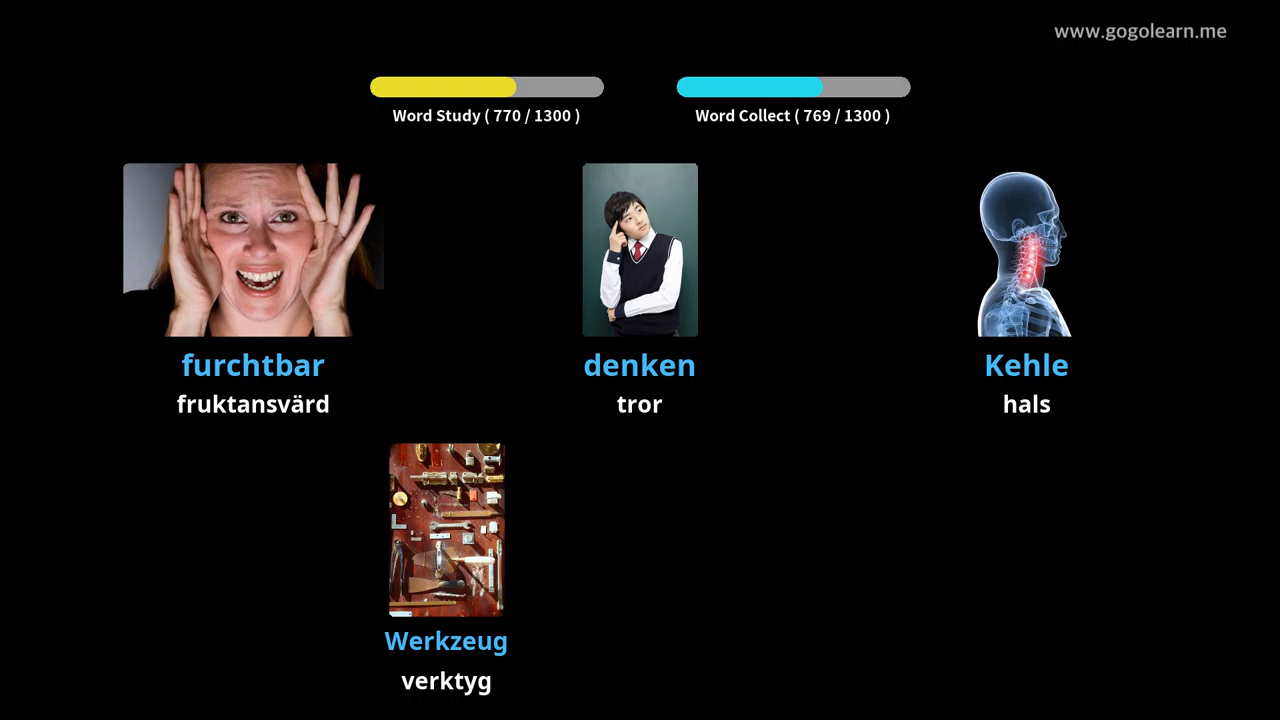 www.gogolearn.me
Word Study ( 770 / 1300 )
Word Collect ( 769 / 1300 )
furchtbar
denken
Kehle
fruktansvärd
tror
hals
Werkzeug
verktyg